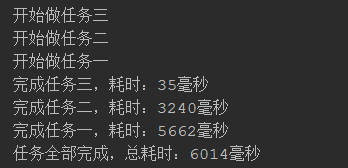 开始做任务三
开始做任务二
开始做任务一
完成任务三，耗时：35毫秒
完成任务二，耗时：3240毫秒
完成任务一，耗时：5662毫秒
任务全部完成，总耗时：6014毫秒